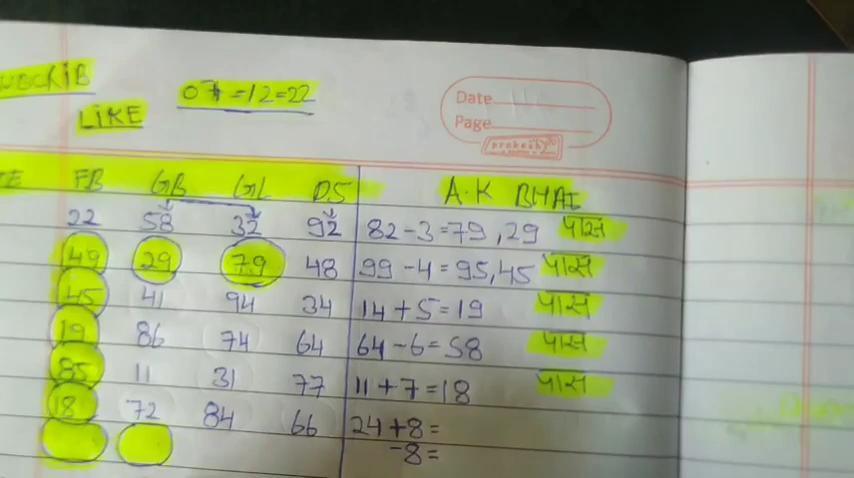 UBCRIB
07=12=22
LIKE
Date
Page
TE FB GB GL DS A.K BHAI
22 58 32 92 82-3=79,29 पास
49 29 79 48 99-4=95,45 पास
45 41 94 34 14+5=19 पास
19 86 74 64 64-6=58 पास
85 11 31 77 11+7=18 पास
18 72 84 66 24+8=
-8=